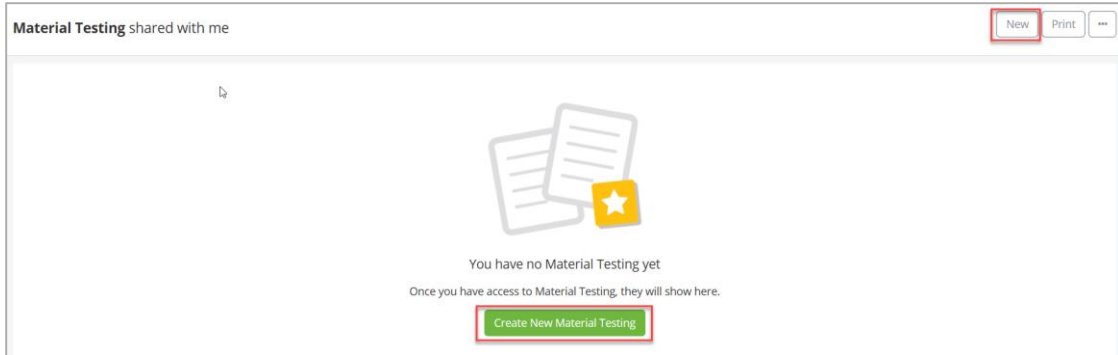 Material Testing shared with me
New Print ...
You have no Material Testing yet
Once you have access to Material Testing, they will show here.
Create New Material Testing